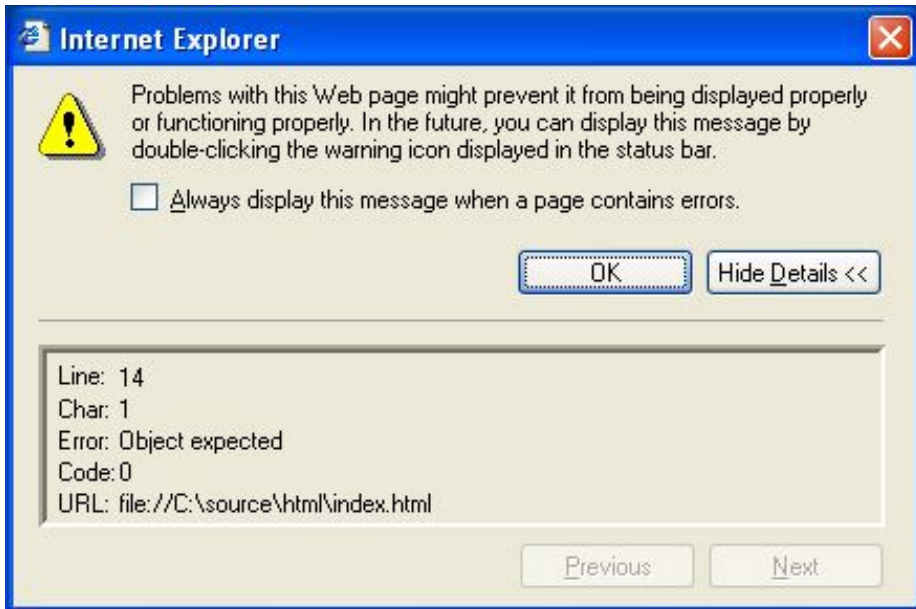 Internet Explorer
Problems with this Web page might prevent it from being displayed properly
or functioning properly. In the future, you can display this message by
double-clicking the warning icon displayed in the status bar.
Always display this message when a page contains errors.
OK
Hide Details <<
Line: 14
Char: 1
Error: Object expected
Code: 0
URL: file://C:\source\html\index.html
Previous
Next